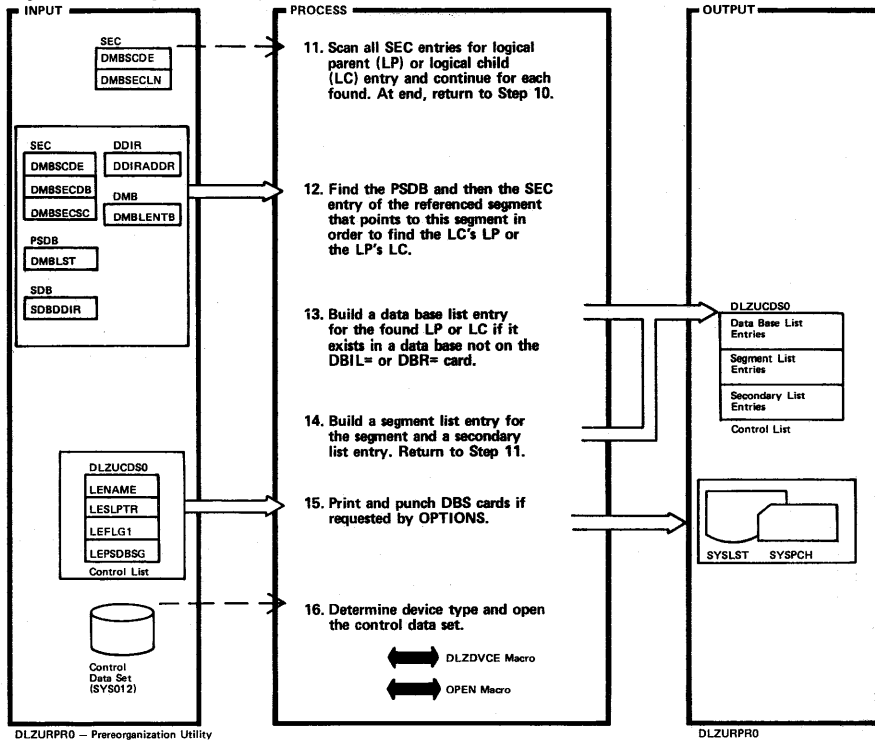 INPUT
SEC
DMBSCDE
DMBSECLN
SEC
DMBSCDE
DMBSECDB
DMBSECSC
DDIR
DDIRADDR
DMB
DMBLENTB
PSDB
DMBLST
SDB
SDBDDIR
DLZUCDS0
LENAME
LESLPTR
LEFLG1
LEPSDBSG
Control List
Control
Data Set
(SYS012)
DLZURPR0 — Prereorganization Utility
PROCESS
11. Scan all SEC entries for logical
parent (LP) or logical child
(LC) entry and continue for each
found. At end, return to Step 10.
12. Find the PSDB and then the SEC
entry of the referenced segment
that points to this segment in
order to find the LC's LP or
the LP's LC.
13. Build a data base list entry
for the found LP or LC if it
exists in a data base not on the
DBIL= or DBR= card.
14. Build a segment list entry for
the segment and a secondary
list entry. Return to Step 11.
15. Print and punch DBS cards if
requested by OPTIONS.
16. Determine device type and open
the control data set.
DLZDVCE Macro
OPEN Macro
OUTPUT
DLZUCDS0
Data Base List
Entries
Segment List
Entries
Secondary List
Entries
Control List
SYSLST
SYSPCH
DLZURPR0